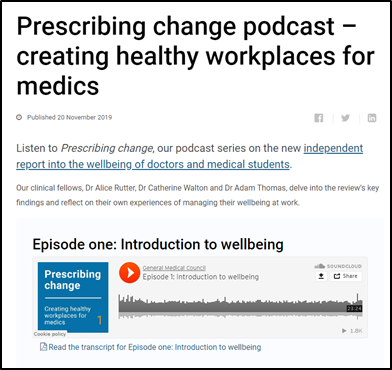 Prescribing change podcast –
creating healthy workplaces for
medics
Published 20 November 2019
Listen to Prescribing change, our podcast series on the new independent
report into the wellbeing of doctors and medical students.
Our clinical fellows, Dr Alice Rutter, Dr Catherine Walton and Dr Adam Thomas, delve into the review's key
findings and reflect on their own experiences of managing their wellbeing at work.
Episode one: Introduction to wellbeing
Prescribing
change
Creating healthy
workplaces for
medics 1
Cookie policy
General Medical Council
Episode 1: Introduction to wellbeing
SOUNDCLOUD
Share
23:24
1.8K
Read the transcript for Episode one: Introduction to wellbeing